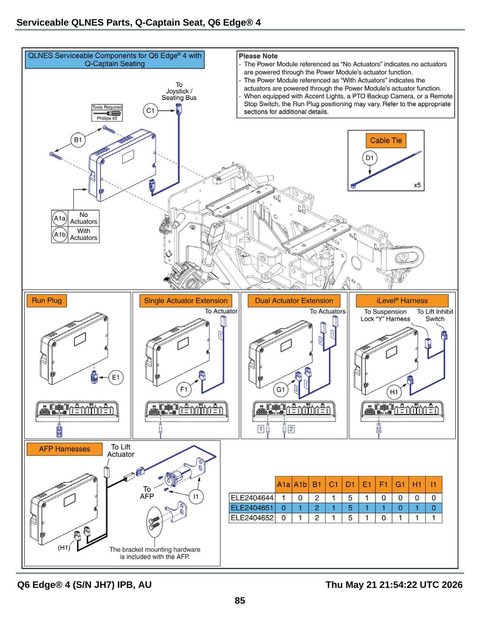 Serviceable QLNES Parts, Q-Captain Seat, Q6 Edge® 4
QLNES Serviceable Components for Q6 Edge® 4 with
Q-Captain Seating
Please Note
- The Power Module referenced as "No Actuators" indicates no actuators
are powered through the Power Module's actuator function.
- The Power Module referenced as "With Actuators" indicates the
actuators are powered through the Power Module's actuator function.
- When equipped with Accent Lights, a PTO Backup Camera, or a Remote
Stop Switch, the Run Plug positioning may vary. Refer to the appropriate
sections for additional details.
To
Joystick /
Seating Bus
Tools Required
Phillips #2
C1
B1
Cable Tie
D1
x5
A1a
No
Actuators
A1b
With
Actuators
Run Plug
E1
Single Actuator Extension
To Actuator
F1
Dual Actuator Extension
To Actuators
G1
1
2
iLevel® Harness
To Suspension
Lock "Y" Harness
To Lift Inhibit
Switch
H1
AFP Harnesses
To Lift
Actuator
To
AFP
I1
(H1)
The bracket mounting hardware
is included with the AFP.
A1a A1b B1 C1 D1 E1 F1 G1 H1 I1
ELE2404644 1 0 2 1 5 1 0 0 0 0
ELE2404651 0 1 2 1 5 1 1 0 1 0
ELE2404652 0 1 2 1 5 1 0 1 1 1
Q6 Edge® 4 (S/N JH7) IPB, AU
Thu May 21 21:54:22 UTC 2026
85